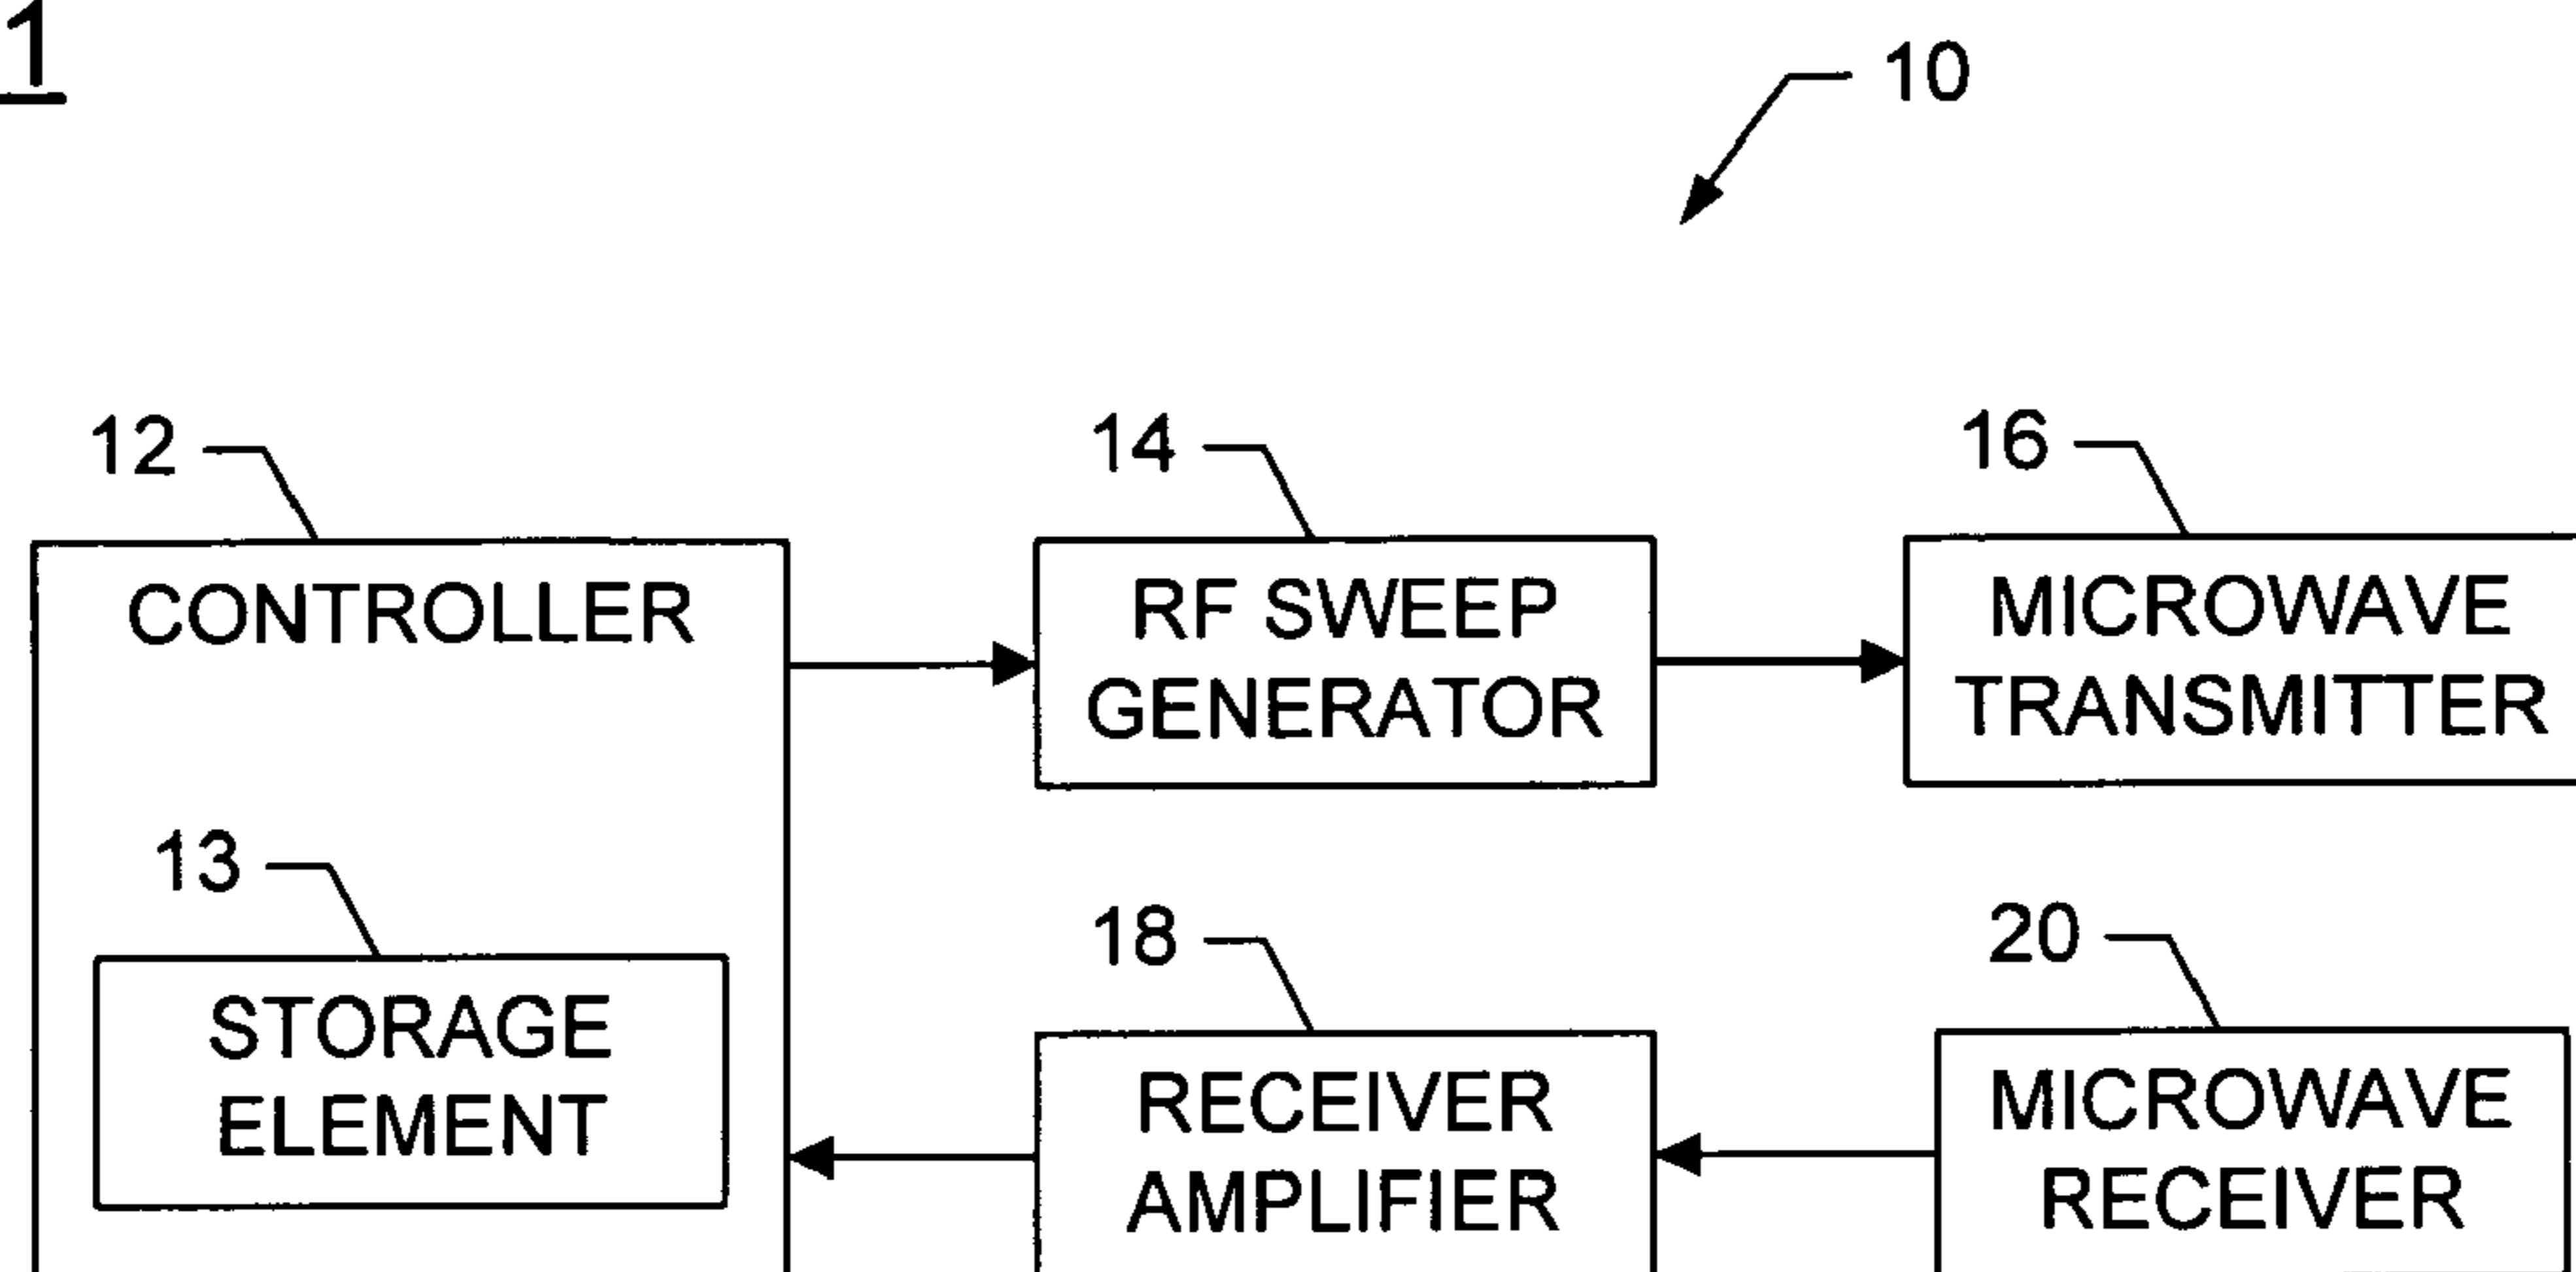 1
10
12
14
16
CONTROLLER
RF SWEEP
GENERATOR
MICROWAVE
TRANSMITTER
13
18
20
STORAGE
ELEMENT
RECEIVER
AMPLIFIER
MICROWAVE
RECEIVER